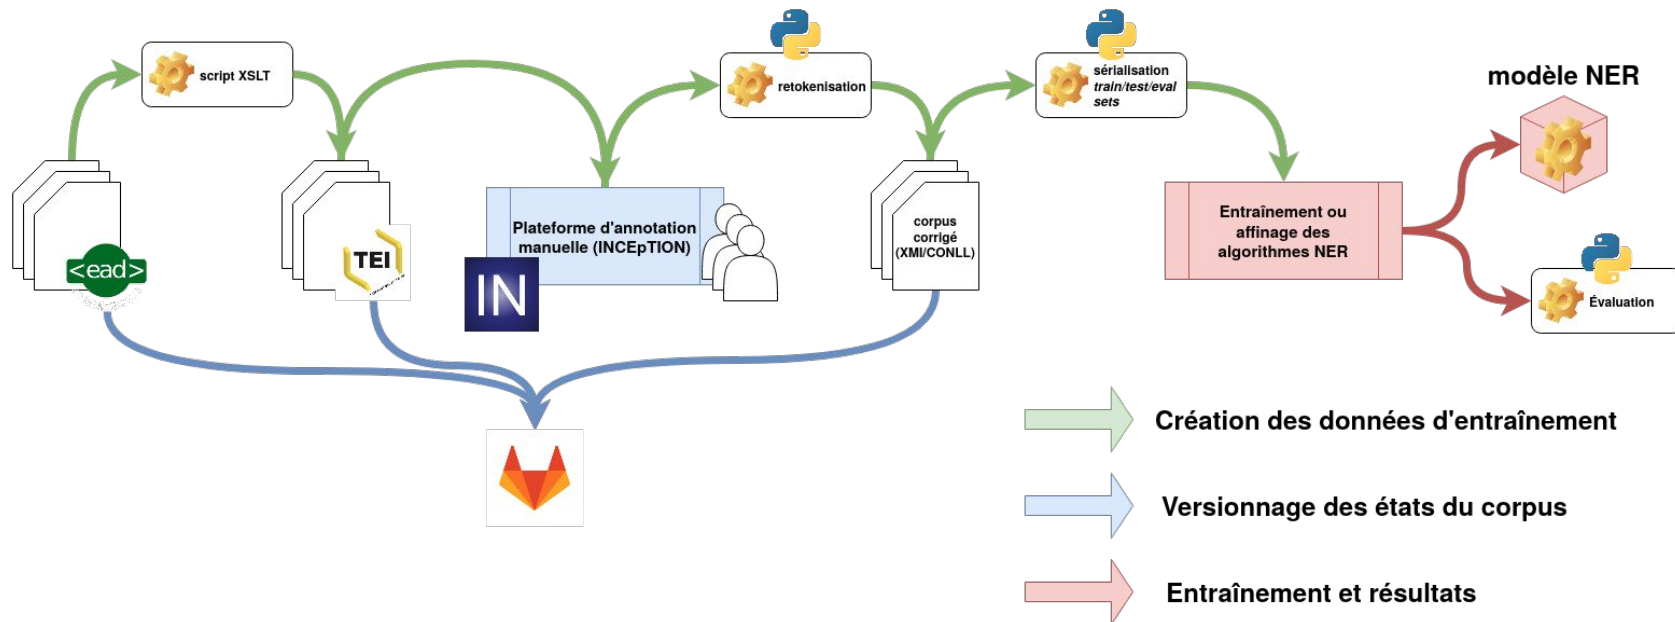 script XSLT
retokenisation
sérialisation
train/test/eval
sets
modèle NER
<ead>
TEI
Plateforme d'annotation
manuelle (INCEpTION)
IN
corpus
corrigé
(XMI/CONLL)
Entraînement ou
affinage des
algorithmes NER
Évaluation
Création des données d'entraînement
Versionnage des états du corpus
Entraînement et résultats